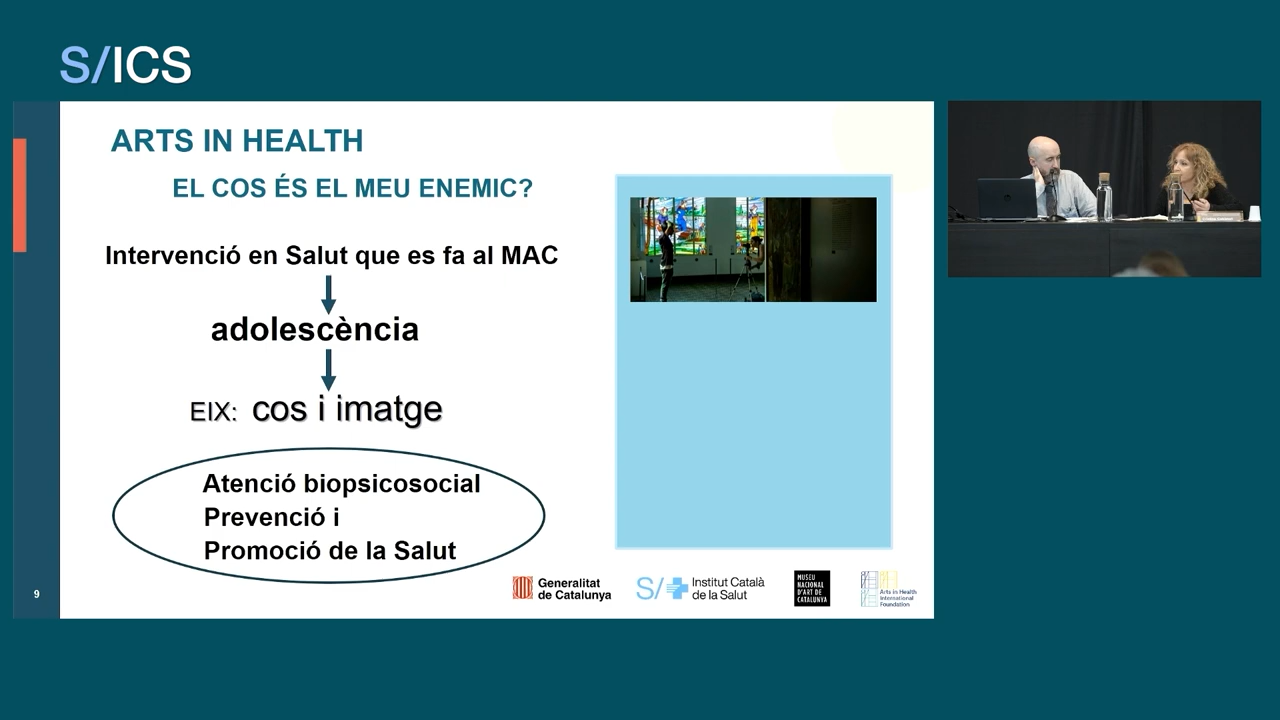 S/ICS
ARTS IN HEALTH
EL COS ÉS EL MEU ENEMIC?
Intervenció en Salut que es fa al MAC
adolescència
EIX: cos i imatge
Atenció biopsicosocial
Prevenció i
Promoció de la Salut
9
Generalitat
de Catalunya
S/
Institut Català
de la Salut
MUSEU
NACIONAL
D'ART DE
CATALUNYA
Arts in Health
International
Foundation